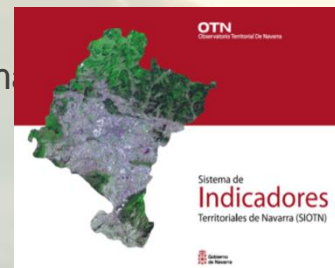 OTN
Observatorio Territorial De Navarra
Sistema de
Indicadores
Territoriales de Navarra (SIOTN)
Gobierno
de Navarra